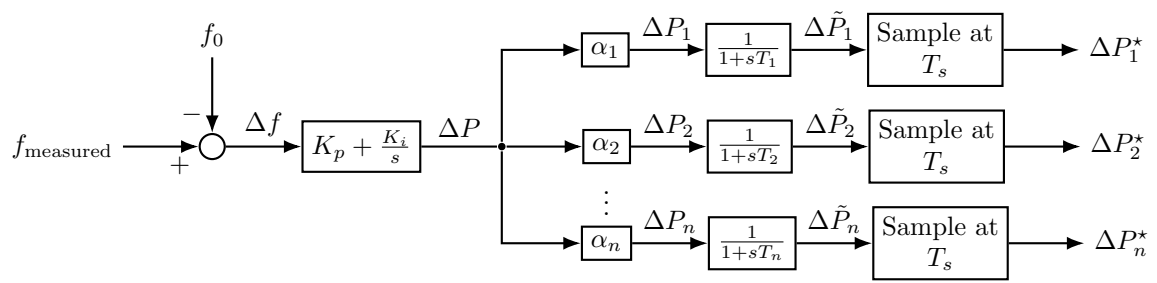 f_0
−
f_measured
+
Δf
K_p + K_i/s
ΔP
α_1
ΔP_1
1/(1+sT_1)
ΔP̃_1
Sample at
T_s
ΔP_1^⋆
α_2
ΔP_2
1/(1+sT_2)
ΔP̃_2
Sample at
T_s
ΔP_2^⋆
⋮
α_n
ΔP_n
1/(1+sT_n)
ΔP̃_n
Sample at
T_s
ΔP_n^⋆